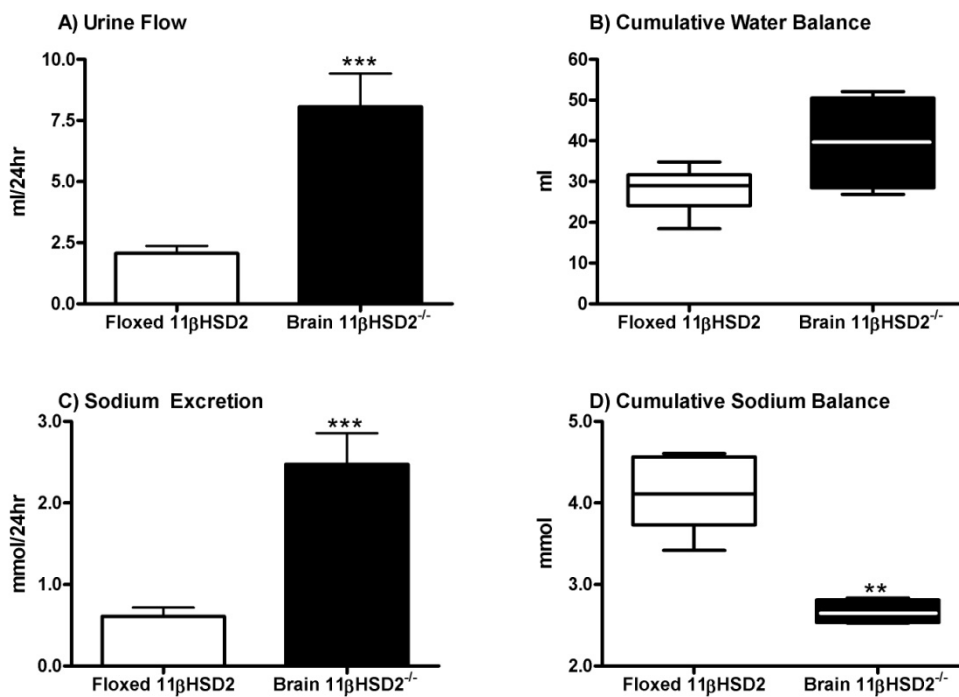 A) Urine Flow
10.0
7.5
5.0
2.5
0.0
ml/24hr
***
Floxed 11βHSD2
Brain 11βHSD2-/-
B) Cumulative Water Balance
60
50
40
30
20
10
0
ml
Floxed 11βHSD2
Brain 11βHSD2-/-
C) Sodium Excretion
3.0
2.0
1.0
0.0
mmol/24hr
***
Floxed 11βHSD2
Brain 11βHSD2-/-
D) Cumulative Sodium Balance
5.0
4.0
3.0
2.0
mmol
**
Floxed 11βHSD2
Brain 11βHSD2-/-